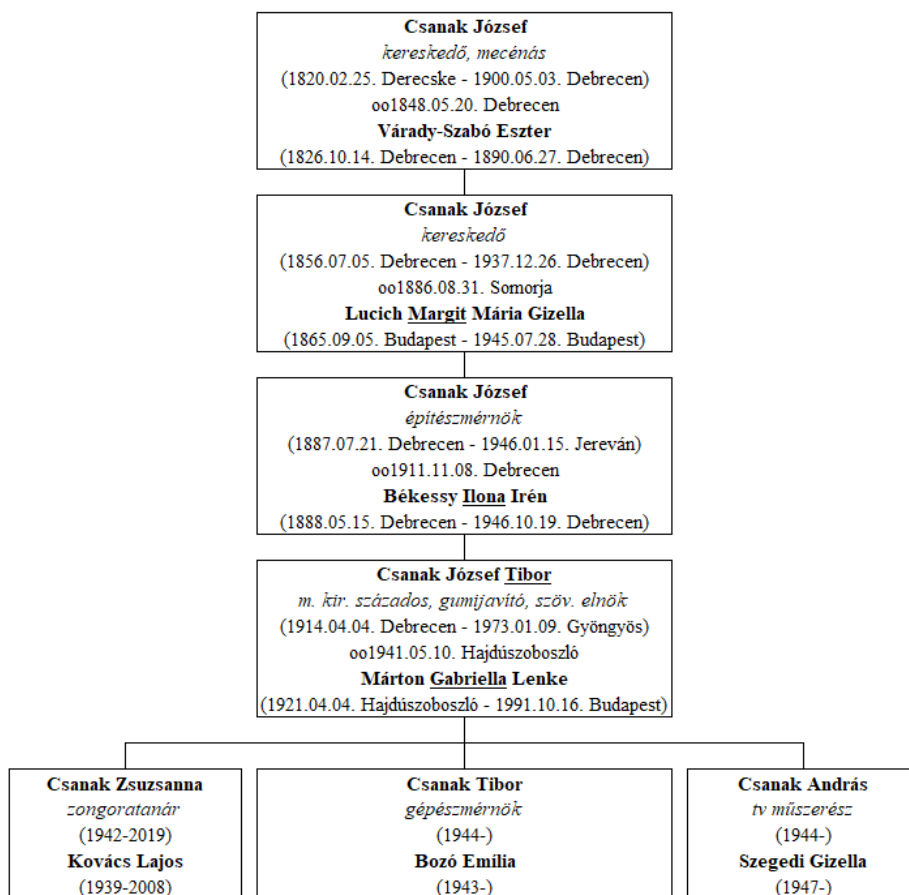 Csanak József
kereskedő, mecénás
(1820.02.25. Derecske - 1900.05.03. Debrecen)
oo1848.05.20. Debrecen
Várady-Szabó Eszter
(1826.10.14. Debrecen - 1890.06.27. Debrecen)
Csanak József
kereskedő
(1856.07.05. Debrecen - 1937.12.26. Debrecen)
oo1886.08.31. Somorja
Lucich Margit Mária Gizella
(1865.09.05. Budapest - 1945.07.28. Budapest)
Csanak József
építészmérnök
(1887.07.21. Debrecen - 1946.01.15. Jereván)
oo1911.11.08. Debrecen
Békessy Ilona Irén
(1888.05.15. Debrecen - 1946.10.19. Debrecen)
Csanak József Tibor
m. kir. százados, gumijavító, szöv. elnök
(1914.04.04. Debrecen - 1973.01.09. Gyöngyös)
oo1941.05.10. Hajdúszoboszló
Márton Gabriella Lenke
(1921.04.04. Hajdúszoboszló - 1991.10.16. Budapest)
Csanak Zsuzsanna
zongoratanár
(1942-2019)
Kovács Lajos
(1939-2008)
Csanak Tibor
gépészmérnök
(1944-)
Bozó Emília
(1943-)
Csanak András
tv műszerész
(1944-)
Szegedi Gizella
(1947-)